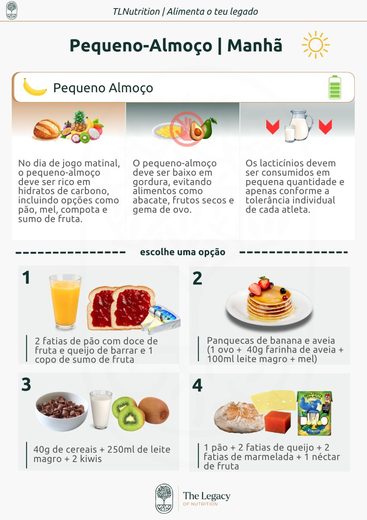 TLNutrition | Alimenta o teu legado
Pequeno-Almoço | Manhã
Pequeno Almoço
No dia de jogo matinal,
o pequeno-almoço
deve ser rico em
hidratos de carbono,
incluindo opções como
pão, mel, compota e
sumo de fruta.
O pequeno-almoço
deve ser baixo em
gordura, evitando
alimentos como
abacate, frutos secos e
gema de ovo.
Os lacticínios devem
ser consumidos em
pequena quantidade e
apenas conforme a
tolerância individual
de cada atleta.
escolhe uma opção
1
2 fatias de pão com doce de
fruta e queijo de barrar e 1
copo de sumo de fruta
2
Panquecas de banana e aveia
(1 ovo + 40g farinha de aveia +
100ml leite magro + mel)
3
40g de cereais + 250ml de leite
magro + 2 kiwis
4
1 pão + 2 fatias de queijo + 2
fatias de marmelada + 1 néctar
de fruta
The Legacy
OF NUTRITION